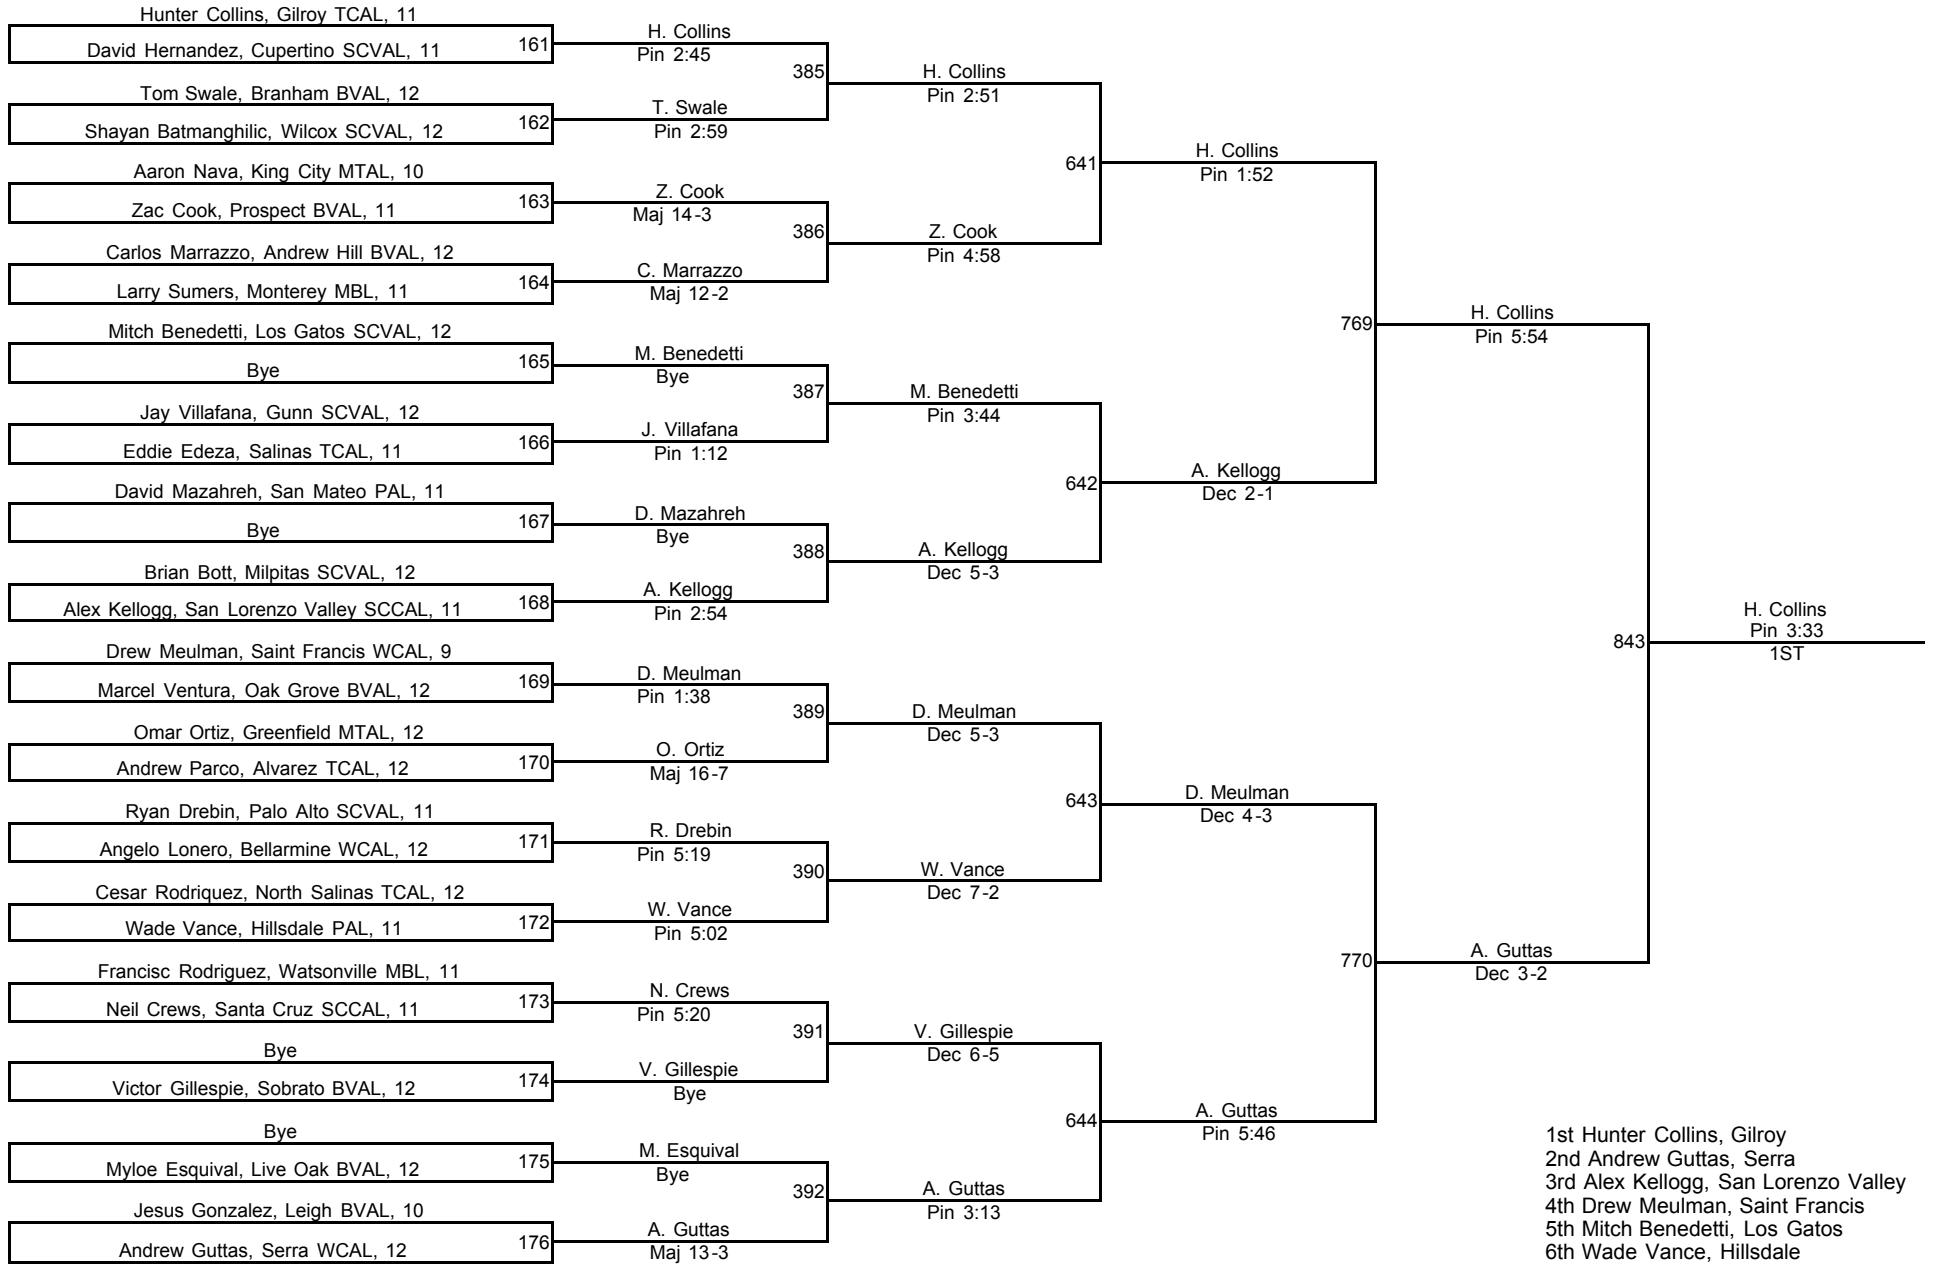 Hunter Collins, Gilroy TCAL, 11
161
David Hernandez, Cupertino SCVAL, 11
Tom Swale, Branham BVAL, 12
162
Shayan Batmanghilic, Wilcox SCVAL, 12
Aaron Nava, King City MTAL, 10
163
Zac Cook, Prospect BVAL, 11
Carlos Marrazzo, Andrew Hill BVAL, 12
164
Larry Sumers, Monterey MBL, 11
Mitch Benedetti, Los Gatos SCVAL, 12
165
Bye
Jay Villafana, Gunn SCVAL, 12
166
Eddie Edeza, Salinas TCAL, 11
David Mazahreh, San Mateo PAL, 11
167
Bye
Brian Bott, Milpitas SCVAL, 12
168
Alex Kellogg, San Lorenzo Valley SCCAL, 11
Drew Meulman, Saint Francis WCAL, 9
169
Marcel Ventura, Oak Grove BVAL, 12
Omar Ortiz, Greenfield MTAL, 12
170
Andrew Parco, Alvarez TCAL, 12
Ryan Drebin, Palo Alto SCVAL, 11
171
Angelo Lonero, Bellarmine WCAL, 12
Cesar Rodriquez, North Salinas TCAL, 12
172
Wade Vance, Hillsdale PAL, 11
Francisc Rodriguez, Watsonville MBL, 11
173
Neil Crews, Santa Cruz SCCAL, 11
Bye
174
Victor Gillespie, Sobrato BVAL, 12
Bye
175
Myloe Esquival, Live Oak BVAL, 12
Jesus Gonzalez, Leigh BVAL, 10
176
Andrew Guttas, Serra WCAL, 12
H. Collins
Pin 2:45
385
T. Swale
Pin 2:59
Z. Cook
Maj 14-3
386
C. Marrazzo
Maj 12-2
M. Benedetti
Bye
387
J. Villafana
Pin 1:12
D. Mazahreh
Bye
388
A. Kellogg
Pin 2:54
D. Meulman
Pin 1:38
389
O. Ortiz
Maj 16-7
R. Drebin
Pin 5:19
390
W. Vance
Pin 5:02
N. Crews
Pin 5:20
391
V. Gillespie
Bye
M. Esquival
Bye
392
A. Guttas
Maj 13-3
H. Collins
Pin 2:51
641
Z. Cook
Pin 4:58
M. Benedetti
Pin 3:44
642
A. Kellogg
Dec 5-3
D. Meulman
Dec 5-3
643
W. Vance
Dec 7-2
V. Gillespie
Dec 6-5
644
A. Guttas
Pin 3:13
H. Collins
Pin 1:52
769
A. Kellogg
Dec 2-1
D. Meulman
Dec 4-3
770
A. Guttas
Pin 5:46
H. Collins
Pin 5:54
843
A. Guttas
Dec 3-2
H. Collins
Pin 3:33
1ST
1st Hunter Collins, Gilroy
2nd Andrew Guttas, Serra
3rd Alex Kellogg, San Lorenzo Valley
4th Drew Meulman, Saint Francis
5th Mitch Benedetti, Los Gatos
6th Wade Vance, Hillsdale